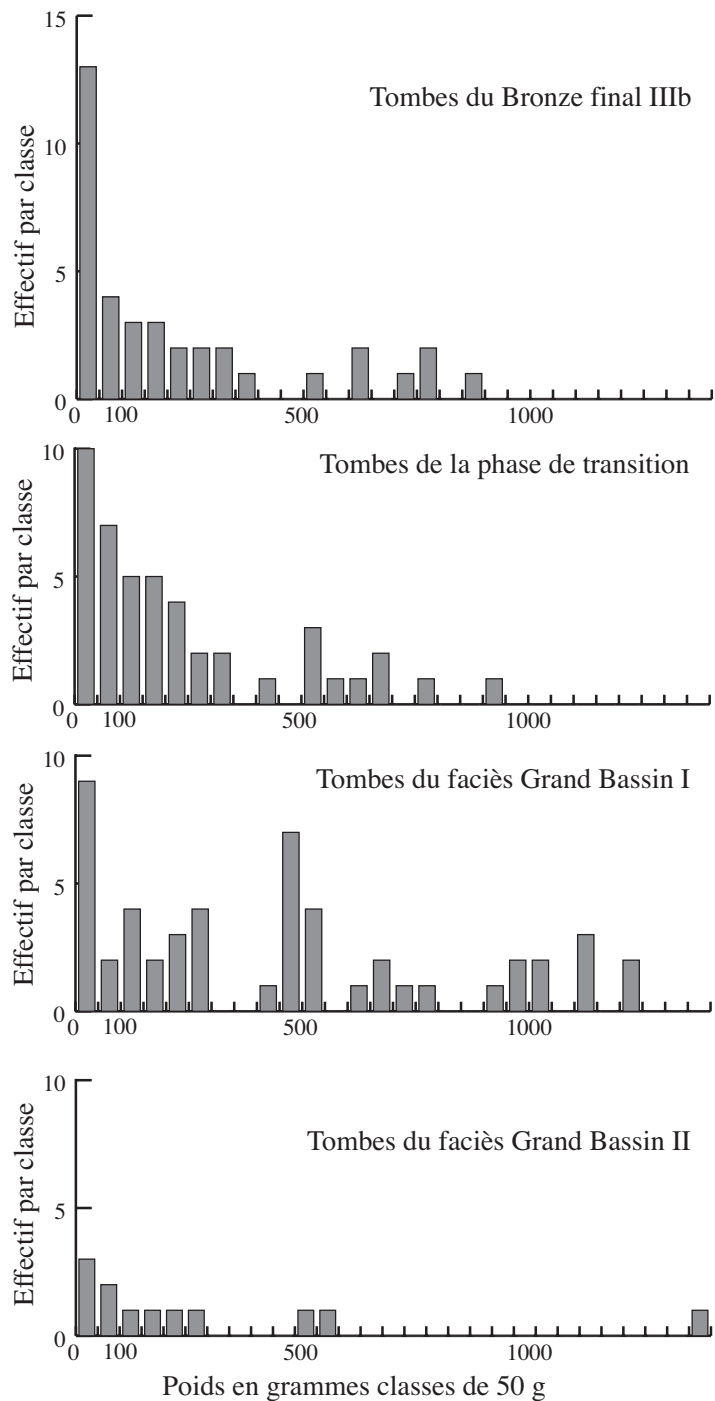 15
Tombes du Bronze final IIIb
Effectif par classe
10
5
0
0 100 500 1000
10
Tombes de la phase de transition
Effectif par classe
5
0
0 100 500 1000
10
Tombes du faciès Grand Bassin I
Effectif par classe
5
0
0 100 500 1000
10
Tombes du faciès Grand Bassin II
Effectif par classe
5
0
0 100 500 1000
Poids en grammes classes de 50 g